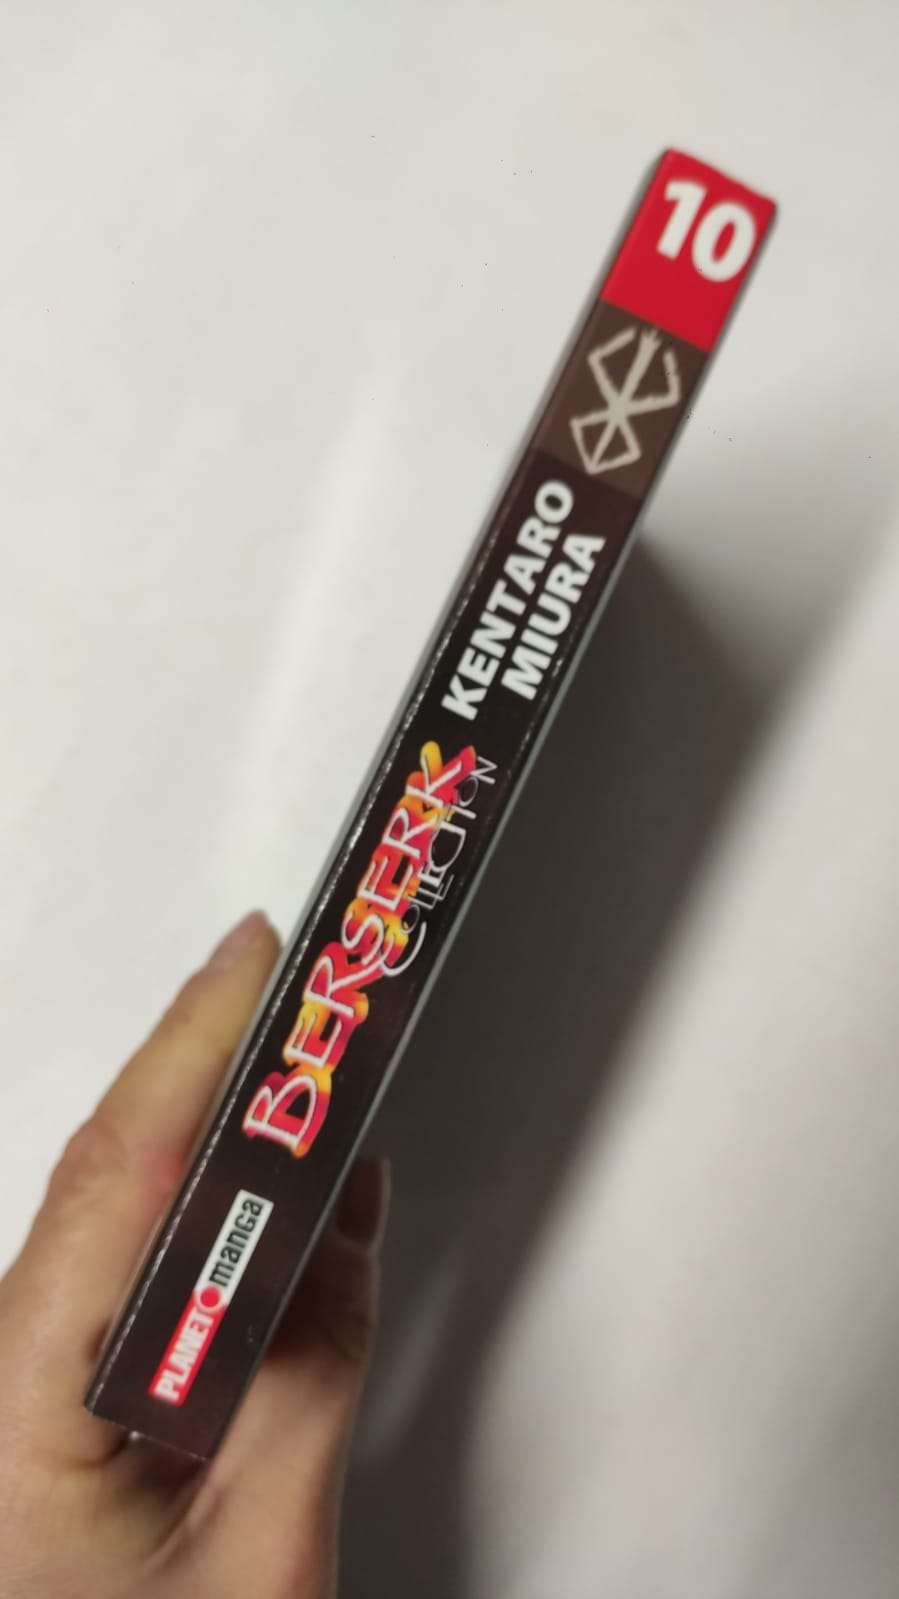 10
KENTARO
MIURA
BERSERK
COLLECTION
PLANET manga